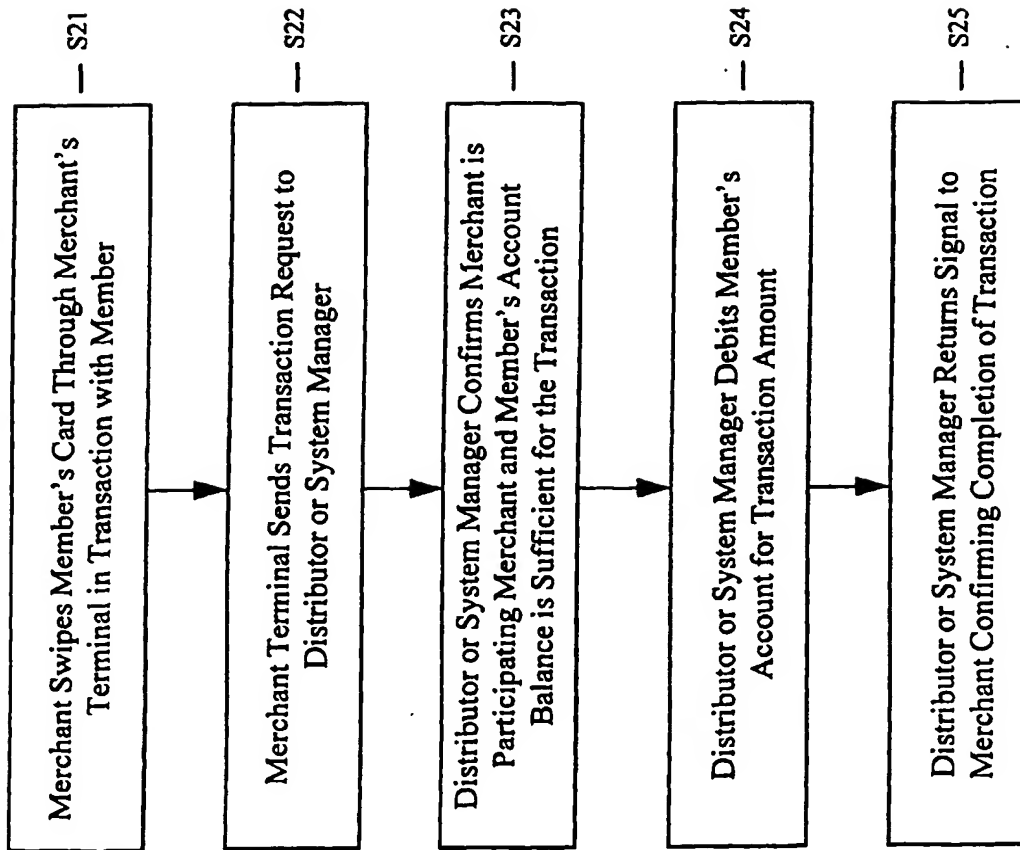 Merchant Swipes Member's Card Through Merchant's
Terminal in Transaction with Member
S21
Merchant Terminal Sends Transaction Request to
Distributor or System Manager
S22
Distributor or System Manager Confirms Merchant is
Participating Merchant and Member's Account
Balance is Sufficient for the Transaction
S23
Distributor or System Manager Debits Member's
Account for Transaction Amount
S24
Distributor or System Manager Returns Signal to
Merchant Confirming Completion of Transaction
S25